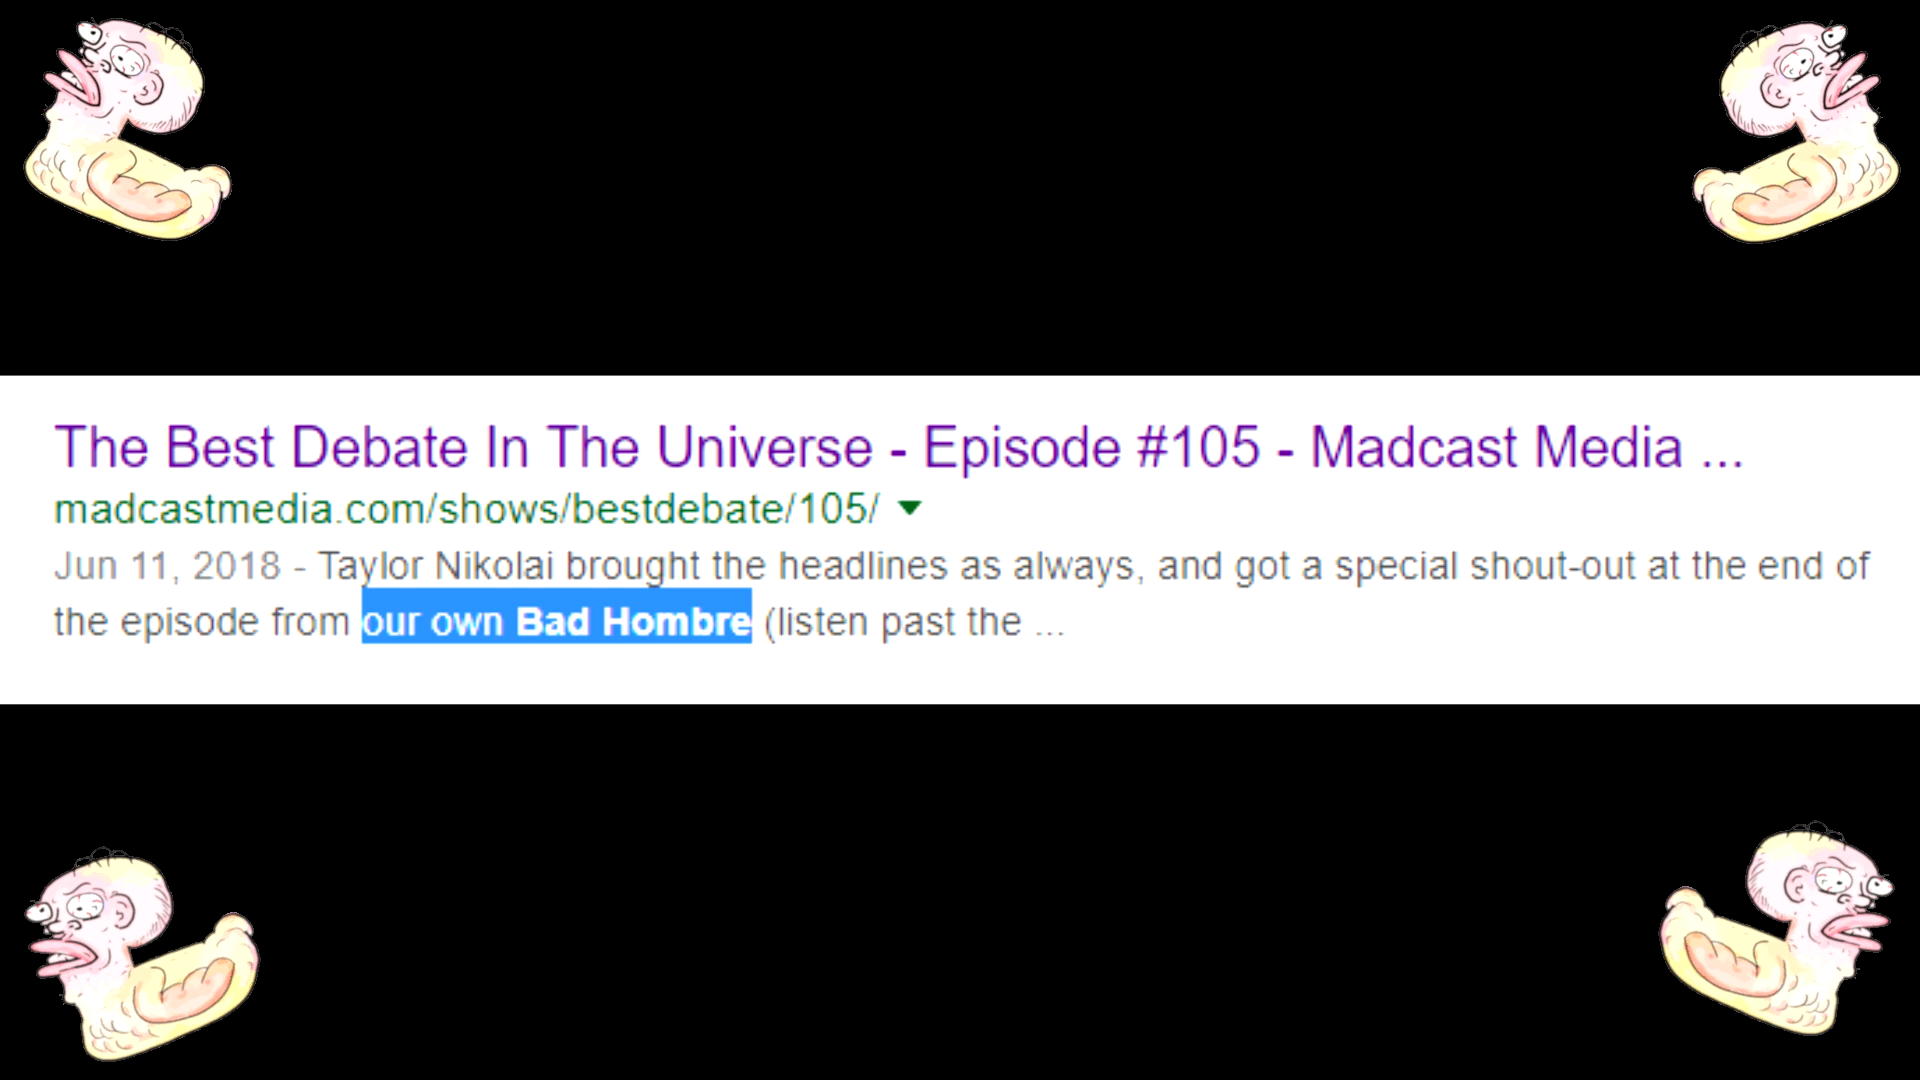 The Best Debate In The Universe - Episode #105 - Madcast Media ...
madcastmedia.com/shows/bestdebate/105/
Jun 11, 2018 - Taylor Nikolai brought the headlines as always, and got a special shout-out at the end of
the episode from our own Bad Hombre (listen past the ...